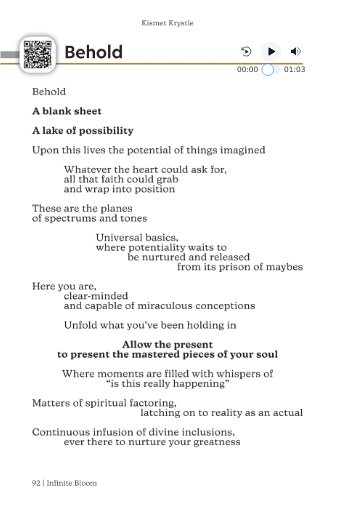 Kismet Krystle
Behold
00:00
01:03
Behold
A blank sheet
A lake of possibility
Upon this lives the potential of things imagined
Whatever the heart could ask for,
all that faith could grab
and wrap into position
These are the planes
of spectrums and tones
Universal basics,
where potentiality waits to
be nurtured and released
from its prison of maybes
Here you are,
clear-minded
and capable of miraculous conceptions
Unfold what you've been holding in
Allow the present
to present the mastered pieces of your soul
Where moments are filled with whispers of
“is this really happening”
Matters of spiritual factoring,
latching on to reality as an actual
Continuous infusion of divine inclusions,
ever there to nurture your greatness
92 | Infinite Bloom